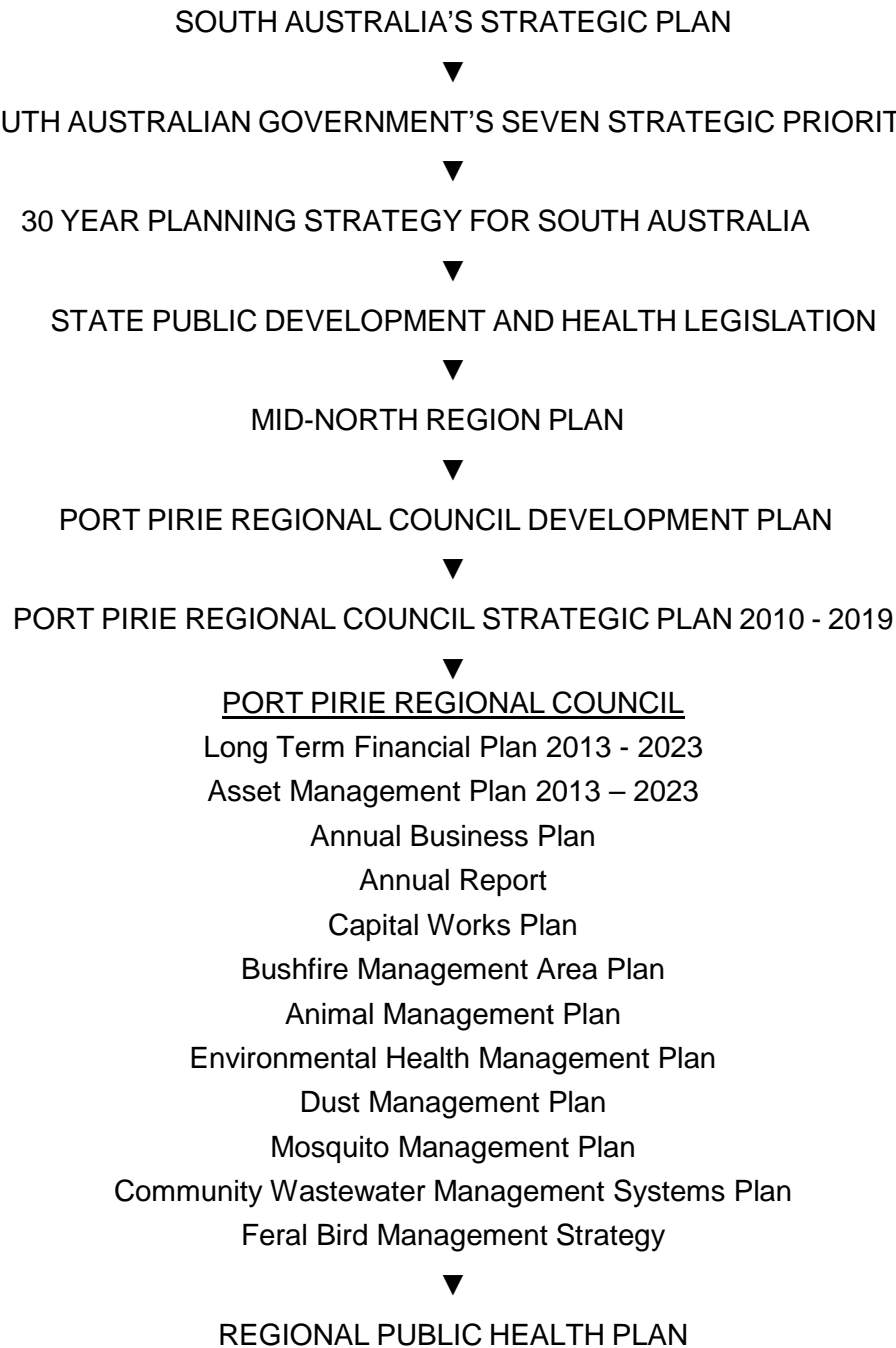 SOUTH AUSTRALIA’S STRATEGIC PLAN
▼
UTH AUSTRALIAN GOVERNMENT’S SEVEN STRATEGIC PRIORIT
▼
30 YEAR PLANNING STRATEGY FOR SOUTH AUSTRALIA
▼
STATE PUBLIC DEVELOPMENT AND HEALTH LEGISLATION
▼
MID-NORTH REGION PLAN
▼
PORT PIRIE REGIONAL COUNCIL DEVELOPMENT PLAN
▼
PORT PIRIE REGIONAL COUNCIL STRATEGIC PLAN 2010 - 2019
▼
PORT PIRIE REGIONAL COUNCIL
Long Term Financial Plan 2013 - 2023
Asset Management Plan 2013 – 2023
Annual Business Plan
Annual Report
Capital Works Plan
Bushfire Management Area Plan
Animal Management Plan
Environmental Health Management Plan
Dust Management Plan
Mosquito Management Plan
Community Wastewater Management Systems Plan
Feral Bird Management Strategy
▼
REGIONAL PUBLIC HEALTH PLAN